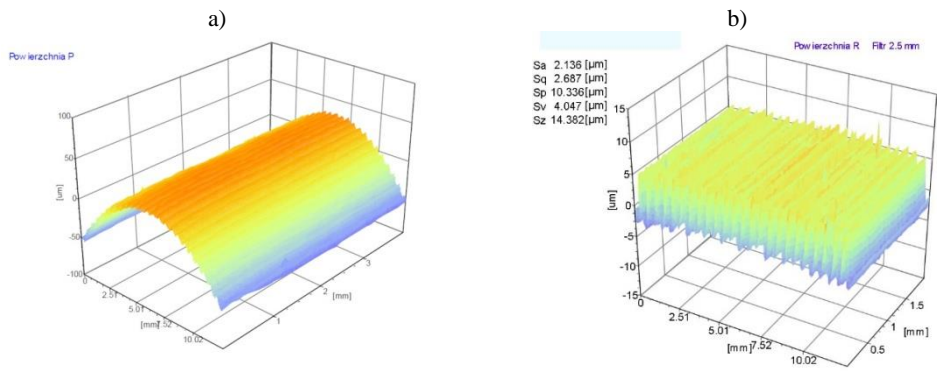 a)
b)
Powierzchnia P
100
50
0
-50
-100
[um]
0
2.51
5.01
7.52
10.02
[mm]
1
2
3
[mm]
Powierzchnia R Filtr 2.5 mm
Sa 2.136 [µm]
Sq 2.687 [µm]
Sp 10.336 [µm]
Sv 4.047 [µm]
Sz 14.382 [µm]
15
10
5
0
-5
-10
-15
[um]
0
2.51
5.01
7.52
10.02
[mm]
0.5
1
1.5
[mm]